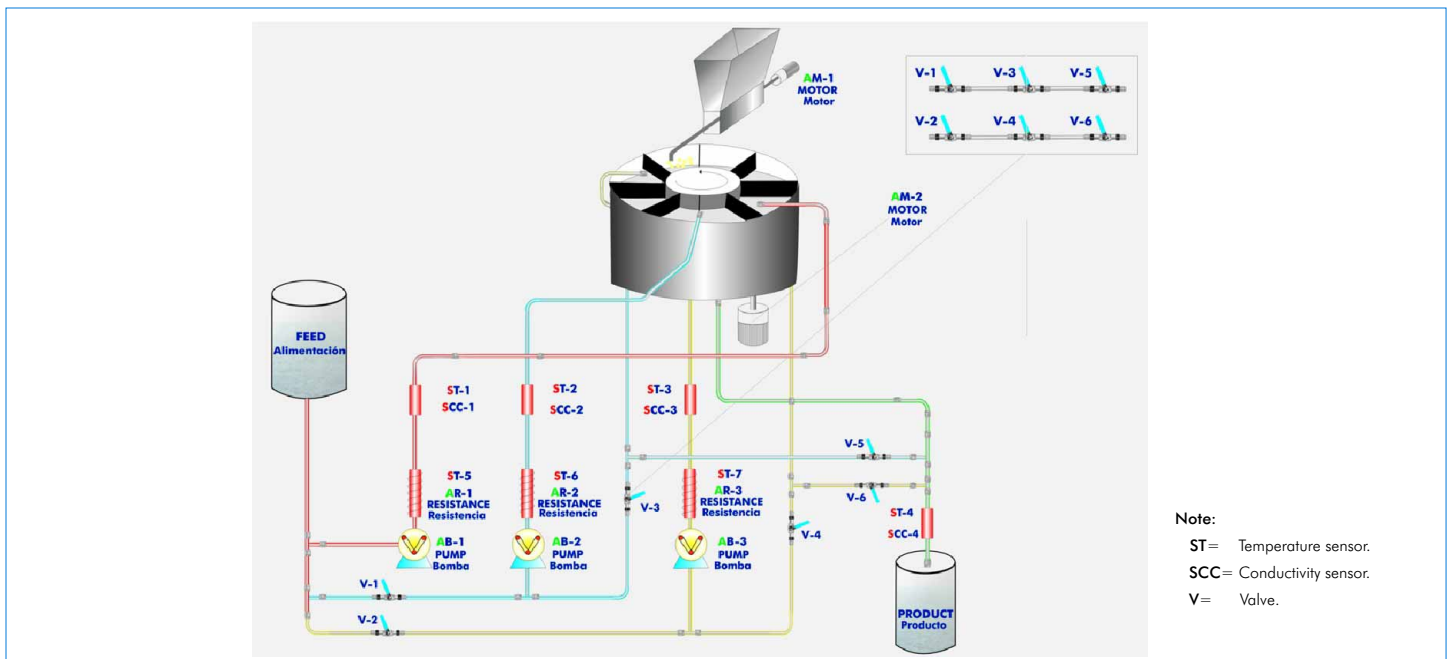 AM-1
MOTOR
Motor
V-1 V-3 V-5
V-2 V-4 V-6
AM-2
MOTOR
Motor
FEED
Alimentación
ST-1
SCC-1
ST-2
SCC-2
ST-3
SCC-3
ST-5
AR-1
RESISTANCE
Resistencia
ST-6
AR-2
RESISTANCE
Resistencia
ST-7
AR-3
RESISTANCE
Resistencia
V-3
V-5
V-6
V-4
ST-4
SCC-4
AB-1
PUMP
Bomba
AB-2
PUMP
Bomba
AB-3
PUMP
Bomba
V-1
V-2
PRODUCT
Producto
Note:
ST= Temperature sensor.
SCC= Conductivity sensor.
V= Valve.